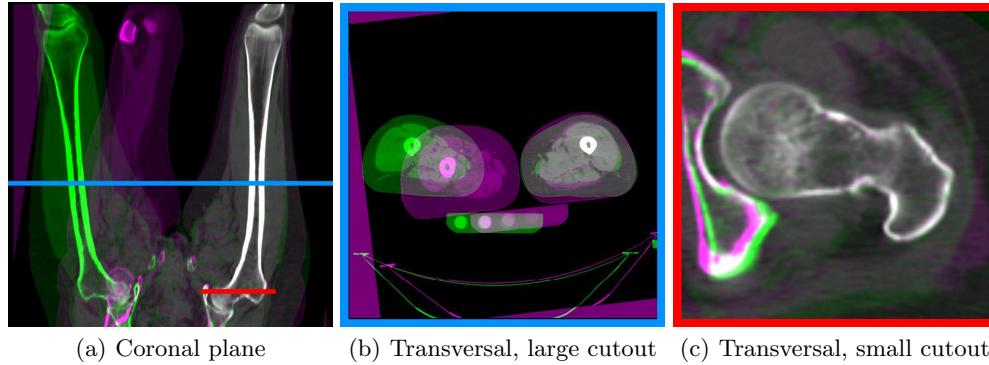 (a) Coronal plane
(b) Transversal, large cutout
(c) Transversal, small cutout